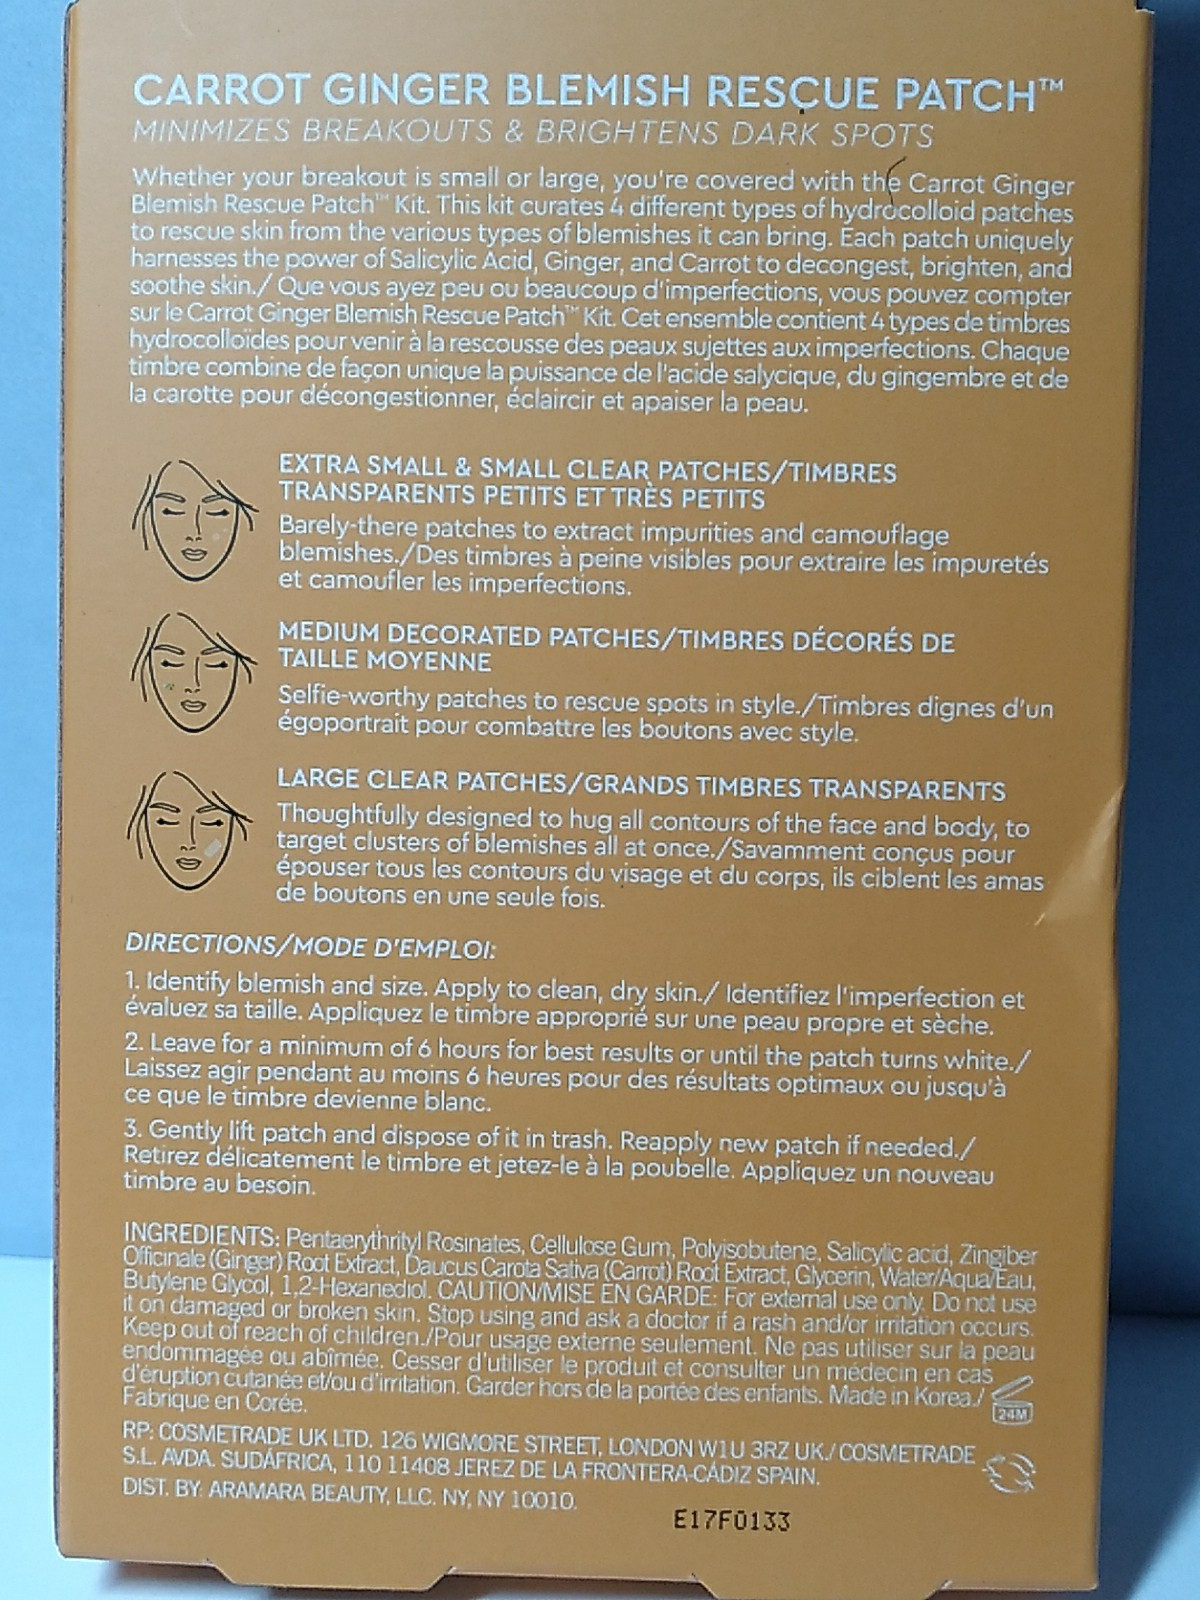 CARROT GINGER BLEMISH RESCUE PATCH™
MINIMIZES BREAKOUTS & BRIGHTENS DARK SPOTS
Whether your breakout is small or large, you're covered with the Carrot Ginger
Blemish Rescue Patch™ Kit. This kit curates 4 different types of hydrocolloid patches
to rescue skin from the various types of blemishes it can bring. Each patch uniquely
harnesses the power of Salicylic Acid, Ginger, and Carrot to decongest, brighten, and
soothe skin./ Que vous ayez peu ou beaucoup d'imperfections, vous pouvez compter
sur le Carrot Ginger Blemish Rescue Patch™ Kit. Cet ensemble contient 4 types de timbres
hydrocolloïdes pour venir à la rescousse des peaux sujettes aux imperfections. Chaque
timbre combine de façon unique la puissance de l'acide salycique, du gingembre et de
la carotte pour décongestionner, éclaircir et apaiser la peau.
EXTRA SMALL & SMALL CLEAR PATCHES/TIMBRES
TRANSPARENTS PETITS ET TRÈS PETITS
Barely-there patches to extract impurities and camouflage
blemishes./Des timbres à peine visibles pour extraire les impuretés
et camoufler les imperfections.
MEDIUM DECORATED PATCHES/TIMBRES DÉCORÉS DE
TAILLE MOYENNE
Selfie-worthy patches to rescue spots in style./Timbres dignes d'un
égoportrait pour combattre les boutons avec style.
LARGE CLEAR PATCHES/GRANDS TIMBRES TRANSPARENTS
Thoughtfully designed to hug all contours of the face and body, to
target clusters of blemishes all at once./Savamment conçus pour
épouser tous les contours du visage et du corps, ils ciblent les amas
de boutons en une seule fois.
DIRECTIONS/MODE D'EMPLOI:
1. Identify blemish and size. Apply to clean, dry skin./ Identifiez l'imperfection et
évaluez sa taille. Appliquez le timbre approprié sur une peau propre et sèche.
2. Leave for a minimum of 6 hours for best results or until the patch turns white./
Laissez agir pendant au moins 6 heures pour des résultats optimaux ou jusqu'à
ce que le timbre devienne blanc.
3. Gently lift patch and dispose of it in trash. Reapply new patch if needed./
Retirez délicatement le timbre et jetez-le à la poubelle. Appliquez un nouveau
timbre au besoin.
INGREDIENTS: Pentaerythrityl Rosinates, Cellulose Gum, Polyisobutene, Salicylic acid, Zingiber
Officinale (Ginger) Root Extract, Daucus Carota Sativa (Carrot) Root Extract, Glycerin, Water/Aqua/Eau,
Butylene Glycol, 1,2-Hexanediol. CAUTION/MISE EN GARDE: For external use only. Do not use
it on damaged or broken skin. Stop using and ask a doctor if a rash and/or irritation occurs.
Keep out of reach of children./Pour usage externe seulement. Ne pas utiliser sur la peau
endommagée ou abîmée. Cesser d'utiliser le produit et consulter un médecin en cas
d'éruption cutanée et/ou d'irritation. Garder hors de la portée des enfants. Made in Korea./
Fabrique en Corée.
24M
RP: COSMETRADE UK LTD. 126 WIGMORE STREET, LONDON W1U 3RZ UK./COSMETRADE
S.L. AVDA. SUDÁFRICA, 110 11408 JEREZ DE LA FRONTERA-CÁDIZ SPAIN.
DIST. BY: ARAMARA BEAUTY, LLC. NY, NY 10010.
E17F0133